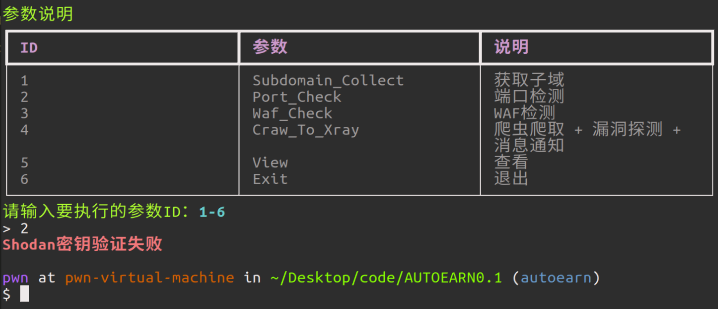 参数说明
ID 参数 说明
1 Subdomain_Collect 获取子域
2 Port_Check 端口检测
3 Waf_Check WAF检测
4 Craw_To_Xray 爬虫爬取 + 漏洞探测 +
消息通知
5 View 查看
6 Exit 退出
请输入要执行的参数ID：1-6
> 2
Shodan密钥验证失败
pwn at pwn-virtual-machine in ~/Desktop/code/AUTOEARN0.1 (autoearn)
$